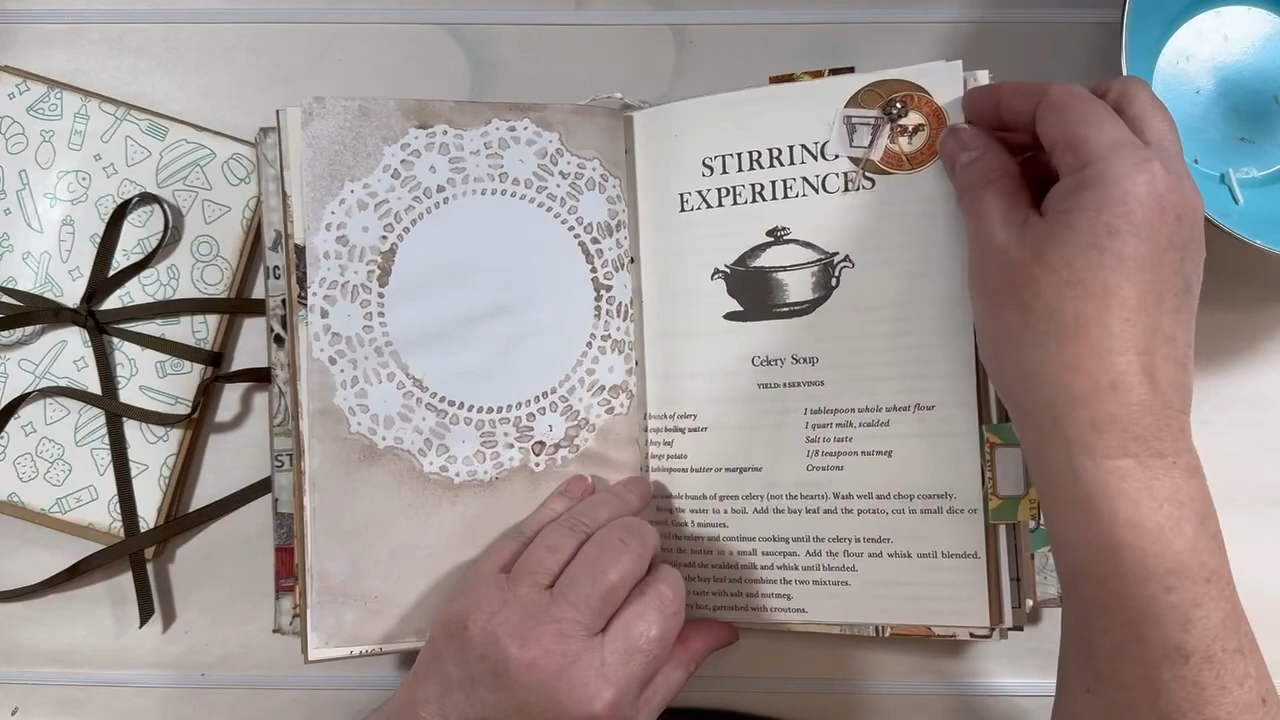 STIRRING
EXPERIENCES
Celery Soup
YIELD: 8 SERVINGS
1 bunch of celery
4 cups boiling water
1 bay leaf
1 large potato
2 tablespoons butter or margarine
1 tablespoon whole wheat flour
1 quart milk, scalded
Salt to taste
1/8 teaspoon nutmeg
Croutons
whole bunch of green celery (not the hearts). Wash well and chop coarsely.
the water to a boil. Add the bay leaf and the potato, cut in small dice or
Cook 5 minutes.
the celery and continue cooking until the celery is tender.
the butter in a small saucepan. Add the flour and whisk until blended.
add the scalded milk and whisk until blended.
the bay leaf and combine the two mixtures.
taste with salt and nutmeg.
hot, garnished with croutons.
ST